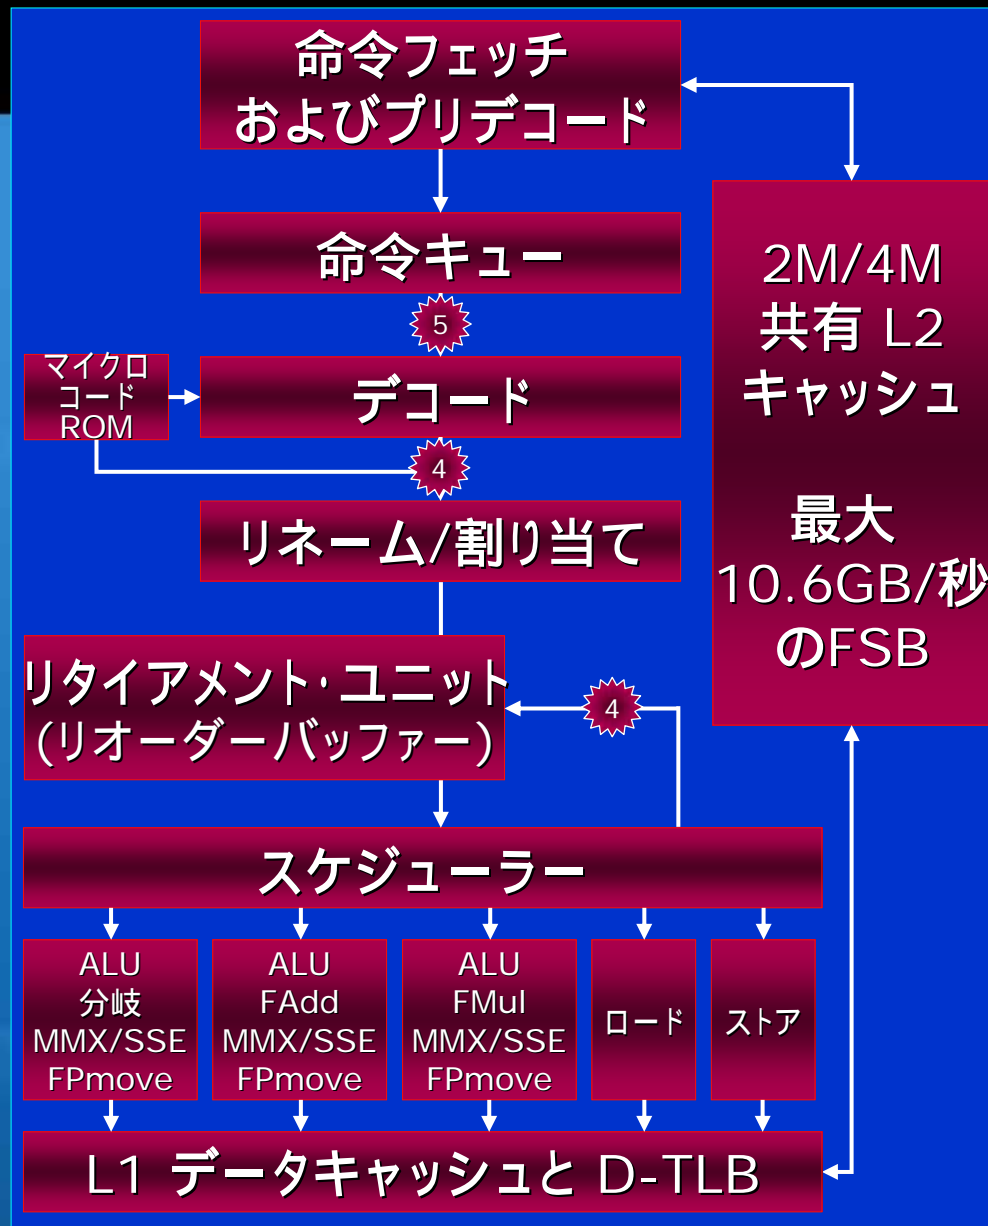 命令フェッチ
およびプリデコード
命令キュー
5
マイクロ
コード
ROM
デコード
4
リネーム/割り当て
2M/4M
共有 L2
キャッシュ
最大
10.6GB/秒
のFSB
リタイアメント・ユニット
(リオーダーバッファー)
4
スケジューラー
ALU
分岐
MMX/SSE
FPmove
ALU
FAdd
MMX/SSE
FPmove
ALU
FMul
MMX/SSE
FPmove
ロード
ストア
L1 データキャッシュと D-TLB